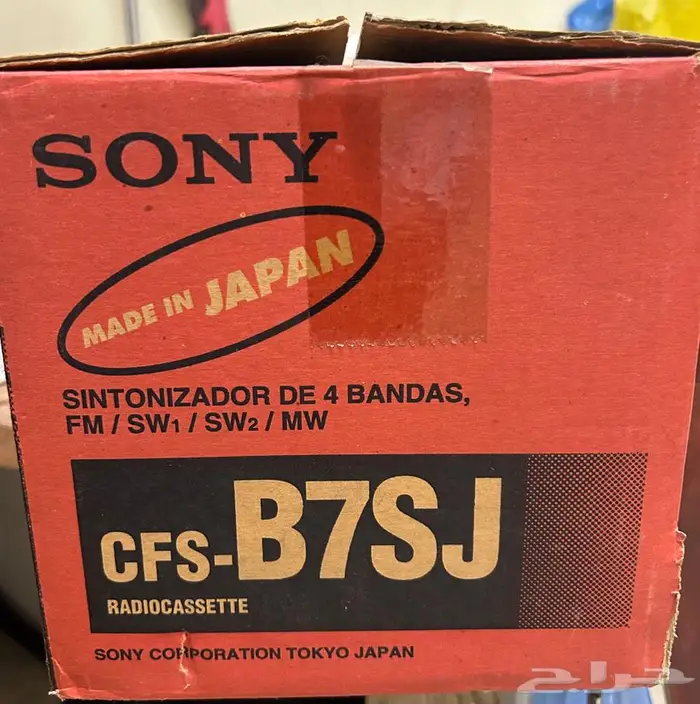 SONY
MADE IN JAPAN
SINTONIZADOR DE 4 BANDAS,
FM / SW1 / SW2 / MW
CFS-B7SJ
RADIOCASSETTE
SONY CORPORATION TOKYO JAPAN
حراج